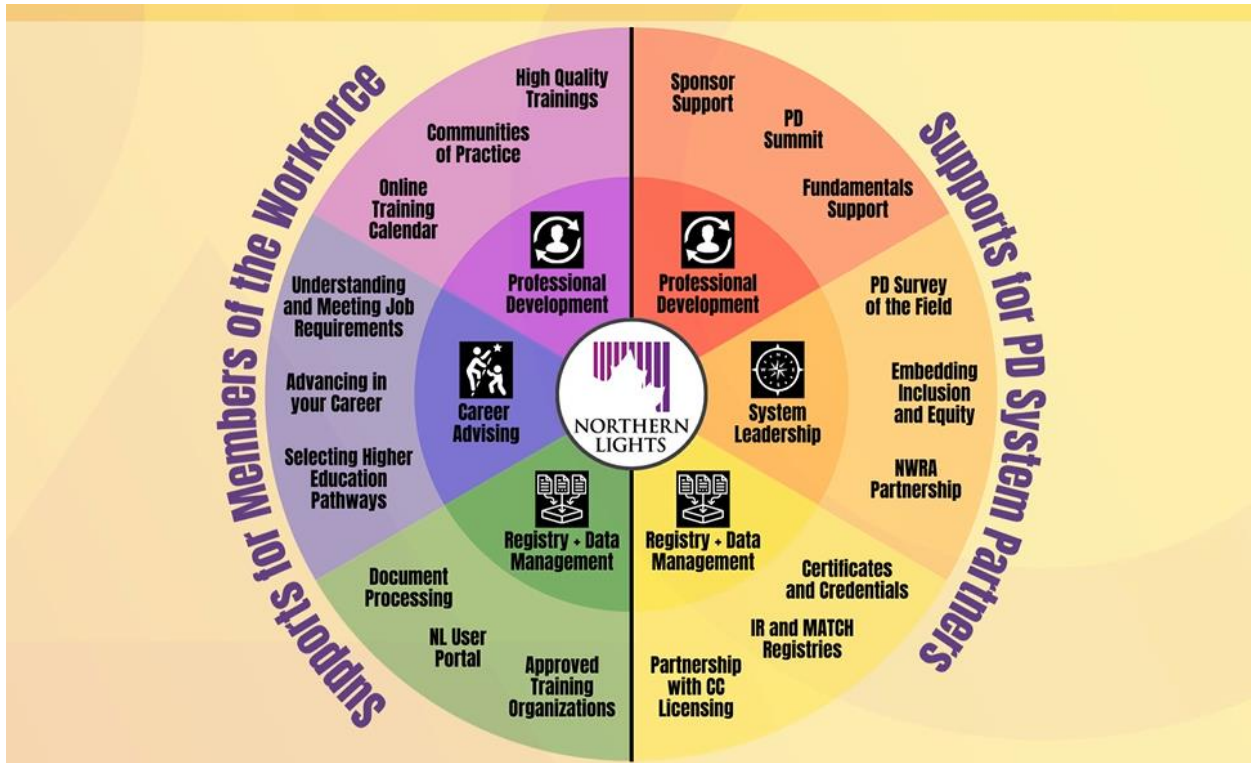 Supports for Members of the Workforce
High Quality
Trainings
Communities
of Practice
Online
Training
Calendar
Professional
Development
Understanding
and Meeting Job
Requirements
Advancing in
your Career
Selecting Higher
Education
Pathways
Career
Advising
Registry + Data
Management
Document
Processing
NL User
Portal
Approved
Training
Organizations
NORTHERN
LIGHTS
Supports for PD System Partners
Sponsor
Support
PD
Summit
Fundamentals
Support
Professional
Development
PD Survey
of the Field
Embedding
Inclusion
and Equity
NWRA
Partnership
System
Leadership
Registry + Data
Management
Certificates
and Credentials
IR and MATCH
Registries
Partnership
with CC
Licensing